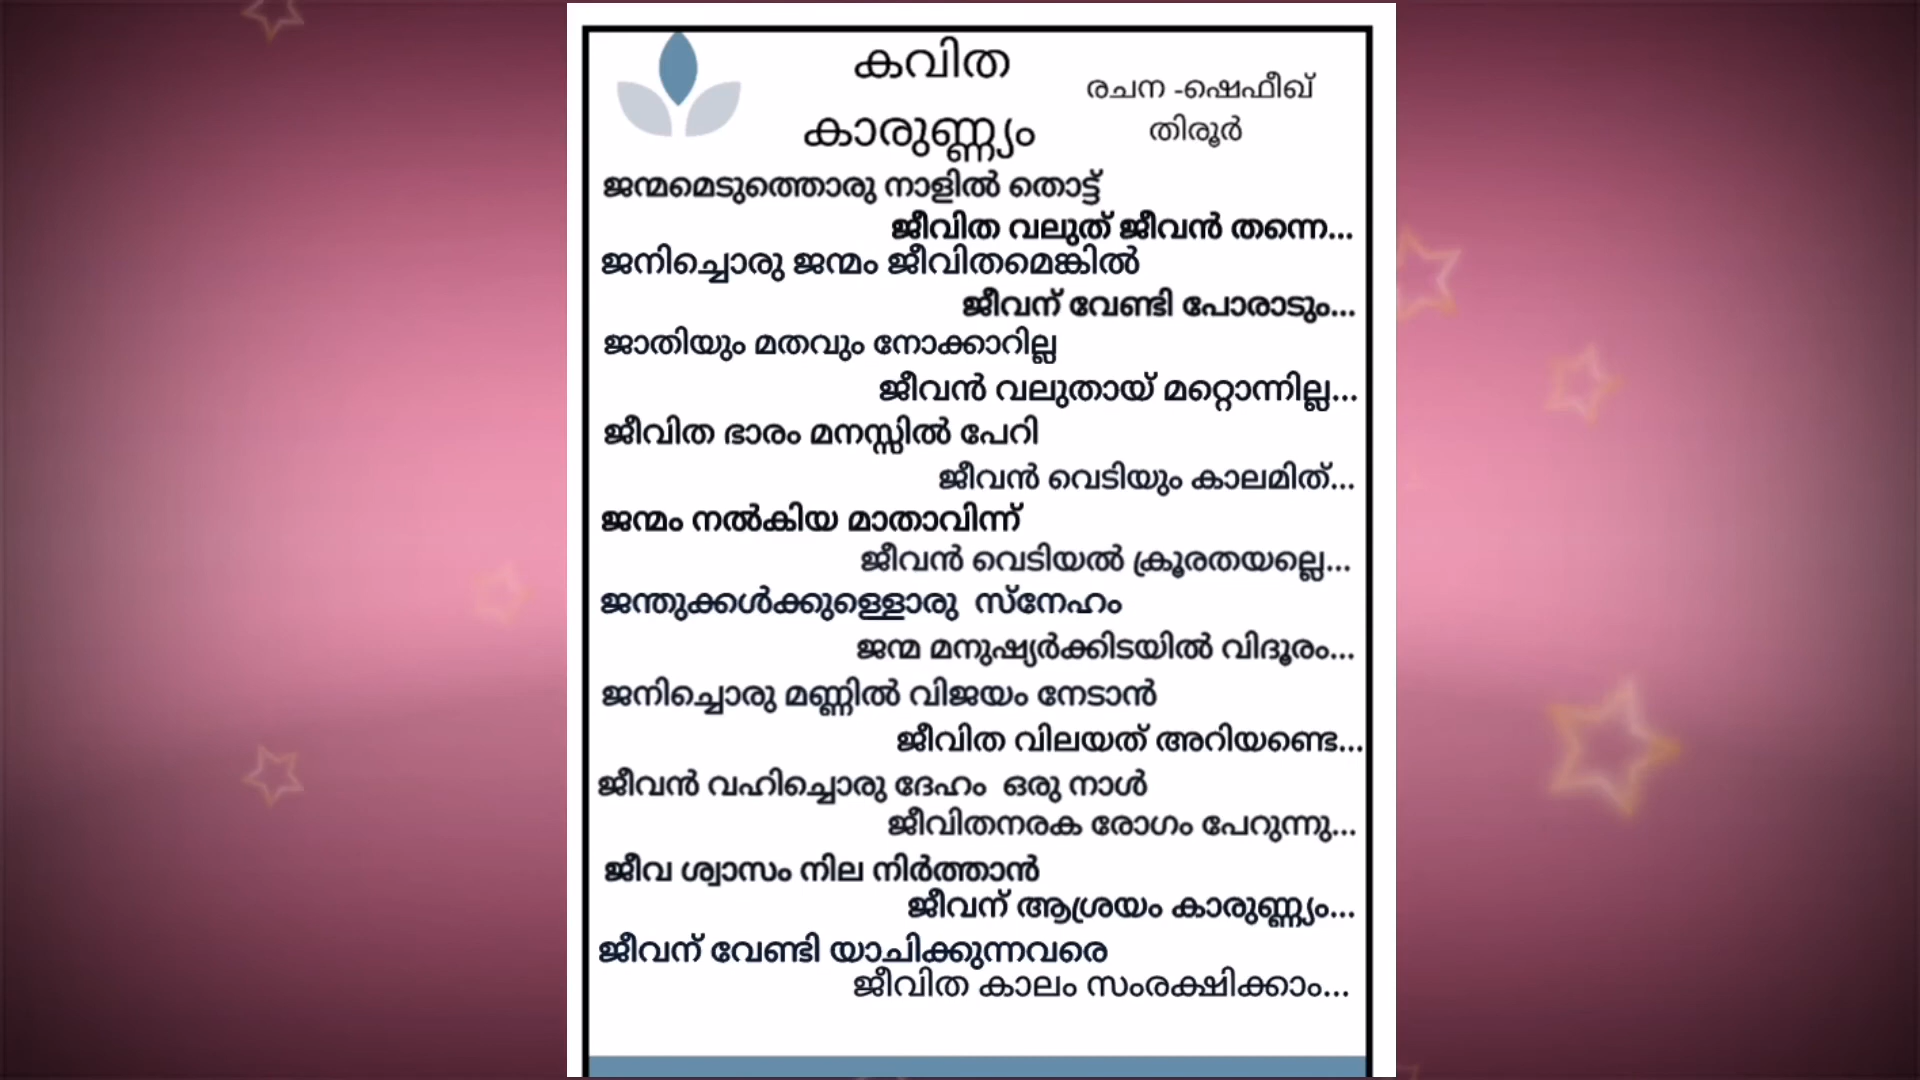 കവിത
കാരുണ്ണ്യം
രചന -ഷെഫീഖ്
തിരൂർ
ജന്മമെടുത്തൊരു നാളിൽ തൊട്ട്
ജീവിത വലുത് ജീവൻ തന്നെ...
ജനിച്ചൊരു ജന്മം ജീവിതമെങ്കിൽ
ജീവന് വേണ്ടി പോരാടും...
ജാതിയും മതവും നോക്കാറില്ല
ജീവൻ വലുതായ് മറ്റൊന്നില്ല...
ജീവിത ഭാരം മനസ്സിൽ പേറി
ജീവൻ വെടിയും കാലമിത്...
ജന്മം നൽകിയ മാതാവിന്ന്
ജീവൻ വെടിയൽ ക്രൂരതയല്ലെ...
ജന്തുക്കൾക്കുള്ളൊരു സ്നേഹം
ജന്മ മനുഷ്യർക്കിടയിൽ വിദൂരം...
ജനിച്ചൊരു മണ്ണിൽ വിജയം നേടാൻ
ജീവിത വിലയത് അറിയണ്ടെ...
ജീവൻ വഹിച്ചൊരു ദേഹം ഒരു നാൾ
ജീവിതനരക രോഗം പേറുന്നു...
ജീവ ശ്വാസം നില നിർത്താൻ
ജീവന് ആശ്രയം കാരുണ്ണ്യം...
ജീവന് വേണ്ടി യാചിക്കുന്നവരെ
ജീവിത കാലം സംരക്ഷിക്കാം...